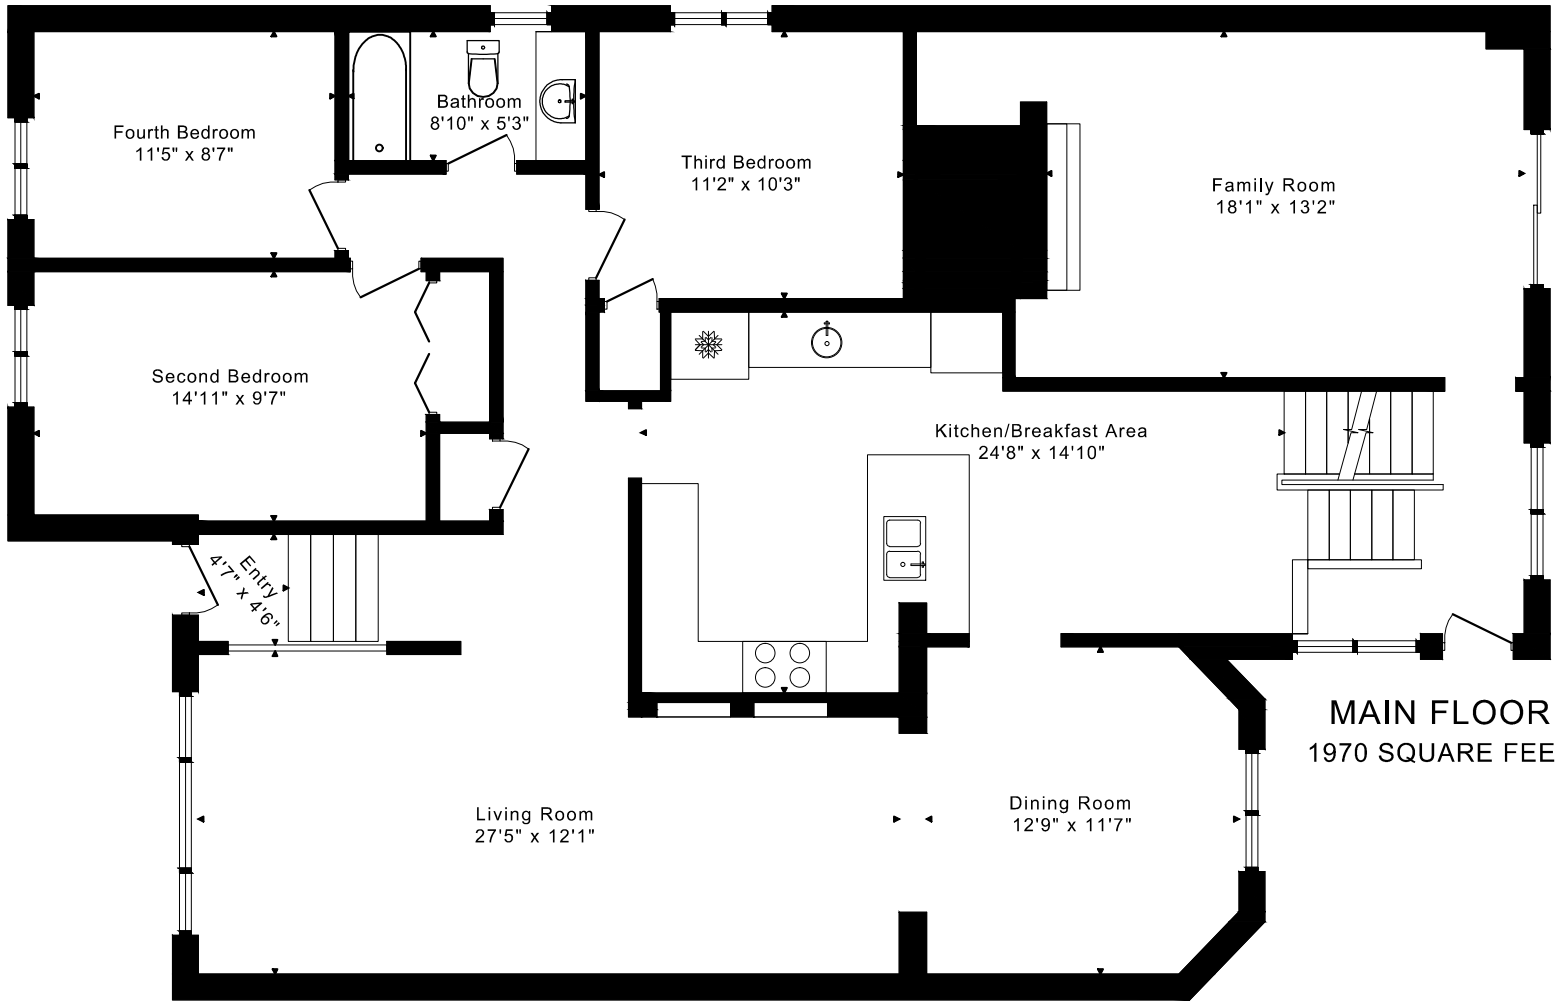 Fourth Bedroom
11'5" x 8'7"
Bathroom
8'10" x 5'3"
Third Bedroom
11'2" x 10'3"
Family Room
18'1" x 13'2"
Second Bedroom
14'11" x 9'7"
Kitchen/Breakfast Area
24'8" x 14'10"
Entry
4'7" x 4'6"
MAIN FLOOR
1970 SQUARE FEE
Living Room
27'5" x 12'1"
Dining Room
12'9" x 11'7"